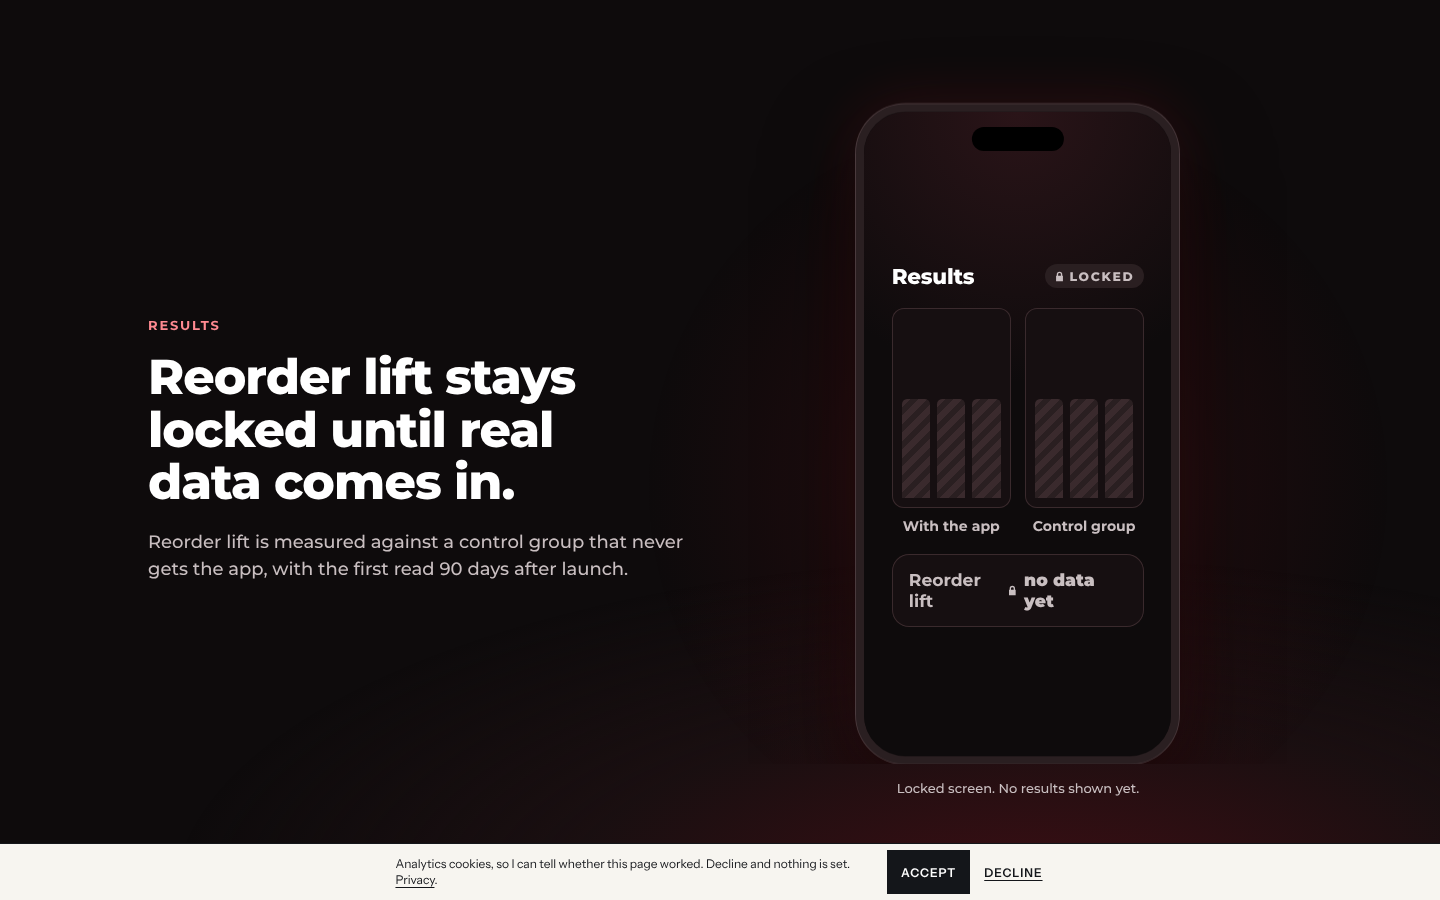 RESULTS
Reorder lift stays
locked until real
data comes in.
Reorder lift is measured against a control group that never
gets the app, with the first read 90 days after launch.
Results
LOCKED
With the app
Control group
Reorder
lift
no data
yet
Locked screen. No results shown yet.
Analytics cookies, so I can tell whether this page worked. Decline and nothing is set.
Privacy.
ACCEPT
DECLINE